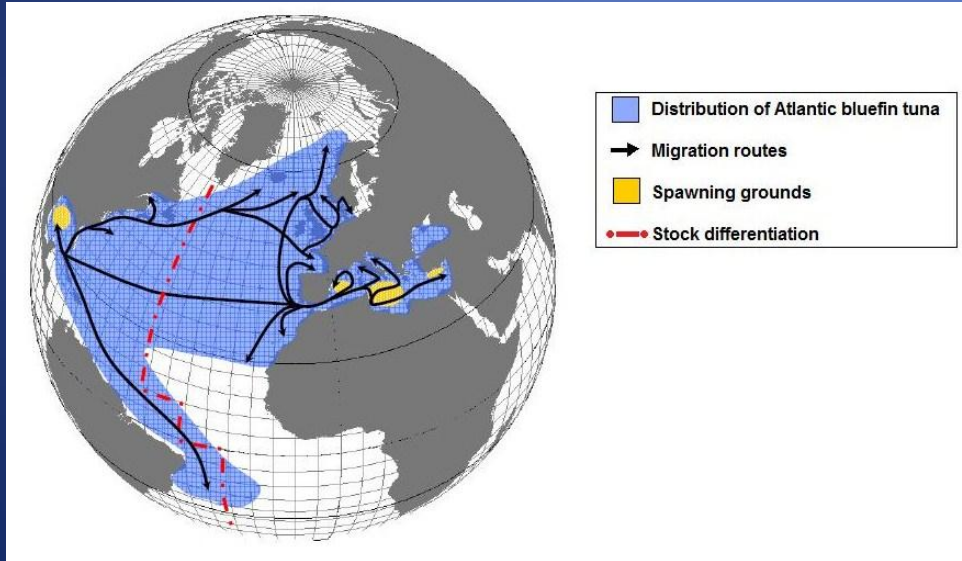 Distribution of Atlantic bluefin tuna
Migration routes
Spawning grounds
Stock differentiation